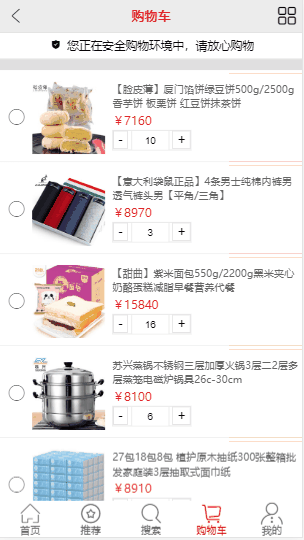 购物车
您正在安全购物环境中，请放心购物
【脸皮薄】厦门馅饼绿豆饼500g/2500g
香芋饼 板栗饼 红豆饼抹茶饼
￥7160
- 10 +
【意大利袋鼠正品】4条男士纯棉内裤男
透气裤头男【平角/三角】
￥8970
- 3 +
【甜曲】紫米面包550g/2200g黑米夹心
奶酪蛋糕减脂早餐营养代餐
￥15840
- 16 +
苏兴蒸锅不锈钢三层加厚火锅3层二2层多
层蒸笼电磁炉锅具26c-30cm
￥8100
- 6 +
27包18包8包 植护原木抽纸300张整箱批
发家庭装3层抽取式面巾纸
￥8910
首页
推荐
搜索
购物车
我的